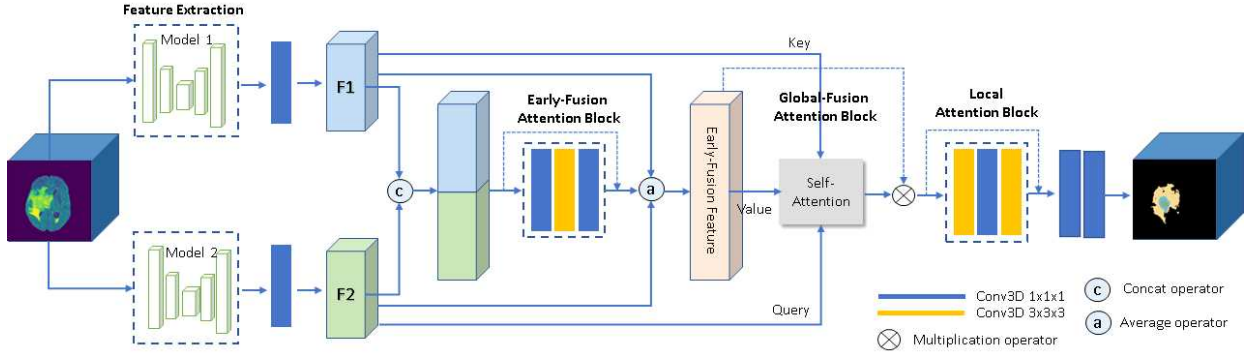 Feature Extraction
Model 1
F1
Key
Early-Fusion
Attention Block
Global-Fusion
Attention Block
Local
Attention Block
c
a
Early-Fusion Feature
Self-
Attention
Value
Model 2
F2
Query
Conv3D 1x1x1
Conv3D 3x3x3
Multiplication operator
c
Concat operator
a
Average operator